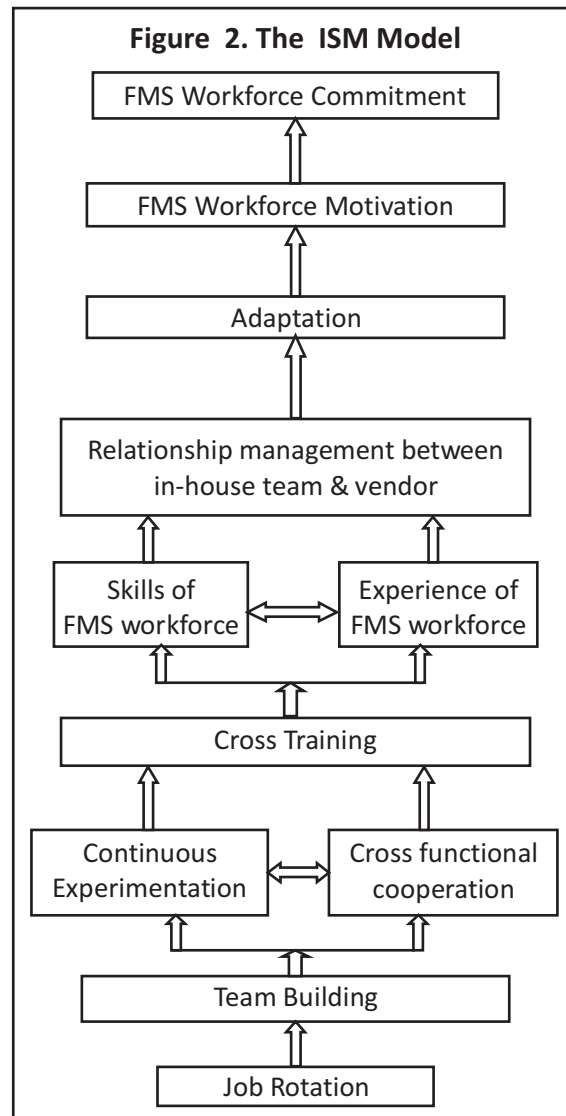 Figure 2. The ISM Model
FMS Workforce Commitment
FMS Workforce Motivation
Adaptation
Relationship management between
in-house team & vendor
Skills of
FMS workforce
Experience of
FMS workforce
Cross Training
Continuous
Experimentation
Cross functional
cooperation
Team Building
Job Rotation